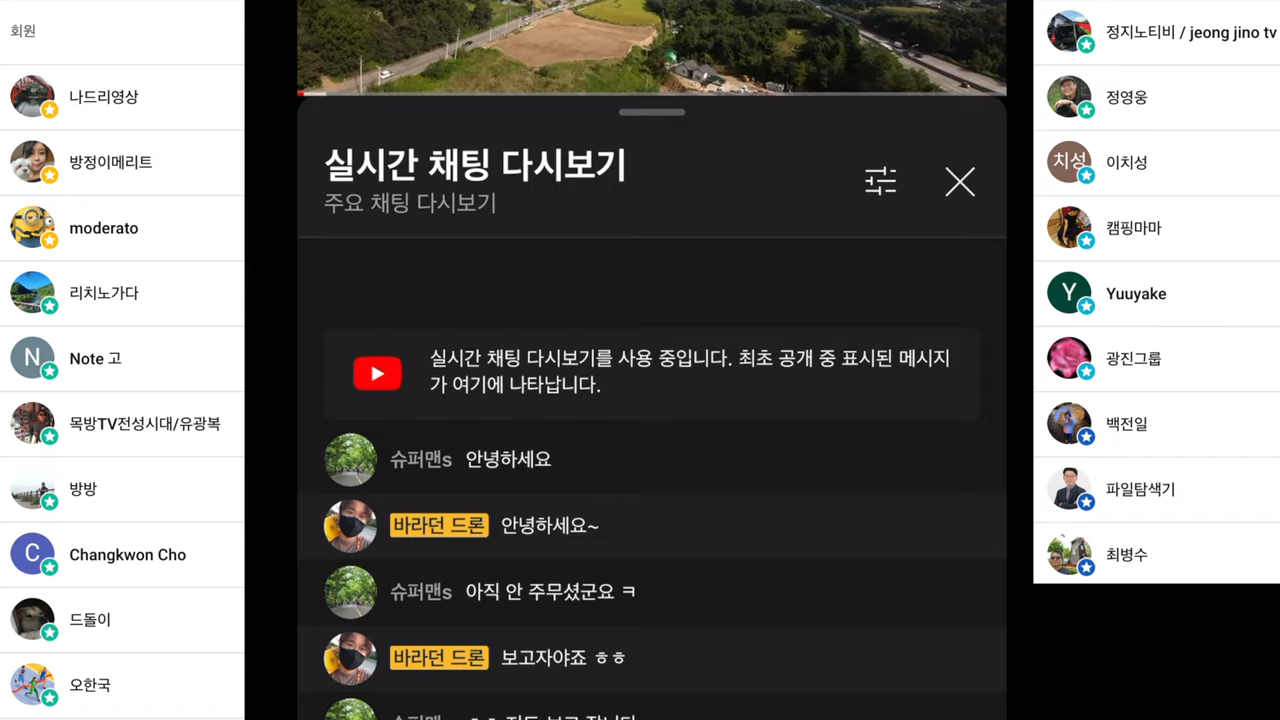 회원
나드리영상
방정이메리트
moderato
리치노가다
N
Note 고
목방TV전성시대/유광복
방방
C
Changkwon Cho
드돌이
오한국
실시간 채팅 다시보기
주요 채팅 다시보기
실시간 채팅 다시보기를 사용 중입니다. 최초 공개 중 표시된 메시지
가 여기에 나타납니다.
슈퍼맨s 안녕하세요
바라던 드론 안녕하세요~
슈퍼맨s 아직 안 주무셨군요 ㅋ
바라던 드론 보고자야죠 ㅎㅎ
슈퍼맨s
정지노티비 / jeong jino tv
정영웅
치성
이치성
캠핑마마
Y
Yuuyake
광진그룹
백전일
파일탐색기
최병수